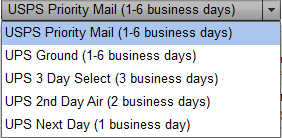 USPS Priority Mail (1-6 business days)
USPS Priority Mail (1-6 business days)
UPS Ground (1-6 business days)
UPS 3 Day Select (3 business days)
UPS 2nd Day Air (2 business days)
UPS Next Day (1 business day)